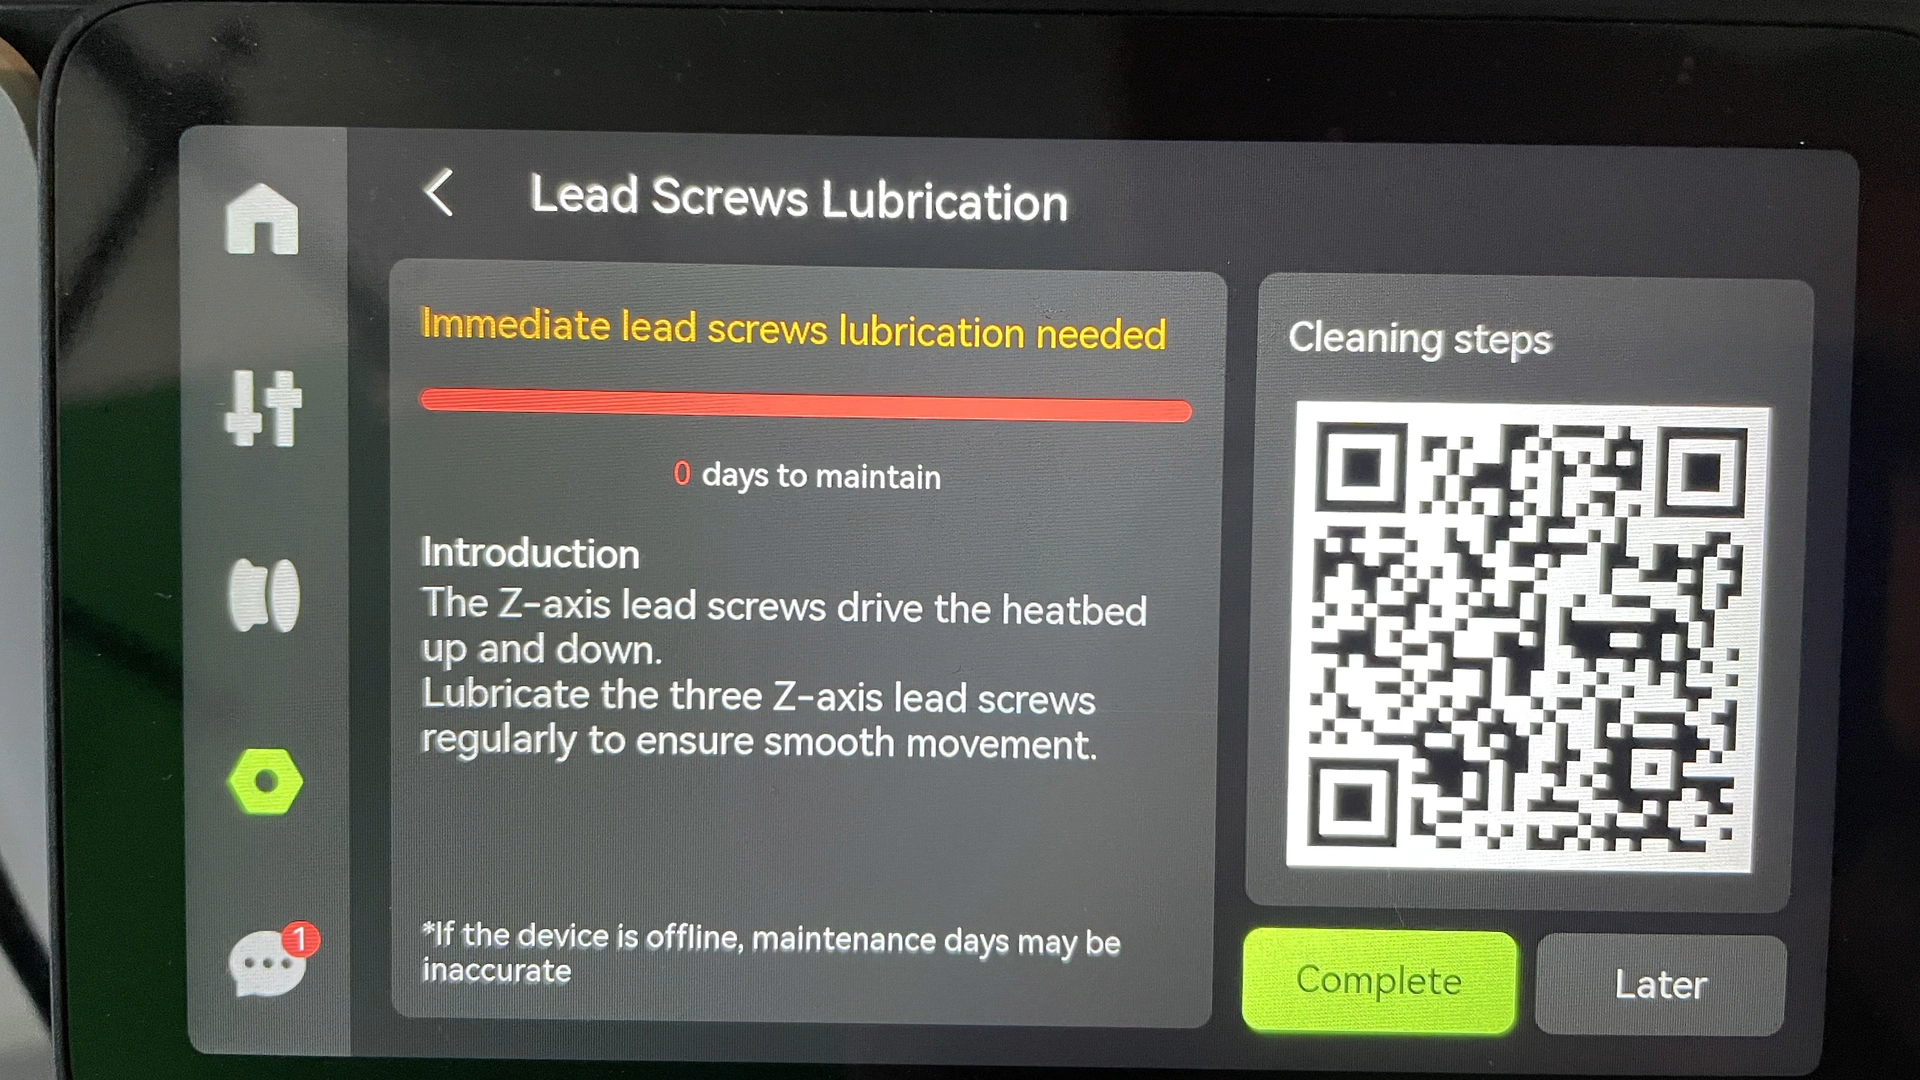 Lead Screws Lubrication
Immediate lead screws lubrication needed
0 days to maintain
Introduction
The Z-axis lead screws drive the heatbed
up and down.
Lubricate the three Z-axis lead screws
regularly to ensure smooth movement.
*If the device is offline, maintenance days may be
inaccurate
Cleaning steps
Complete
Later
1